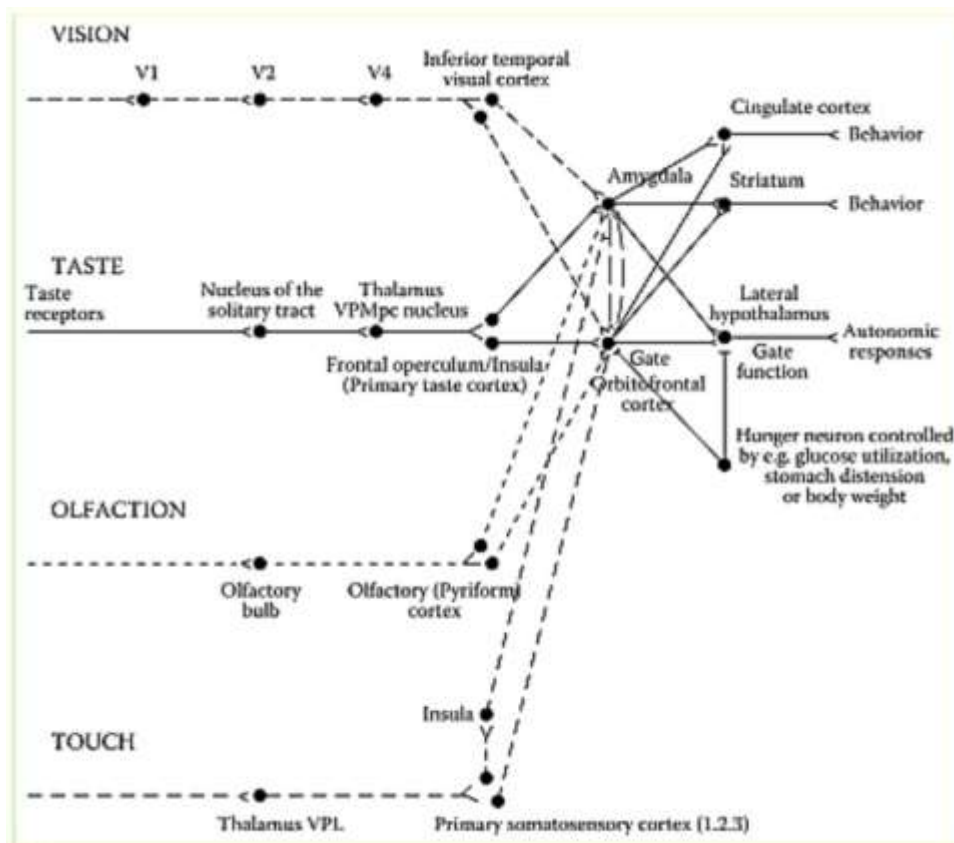 VISION
V1
V2
V4
Inferior temporal
visual cortex
Cingulate cortex
Behavior
Amygdala
Striatum
Behavior
TASTE
Taste
receptors
Nucleus of the
solitary tract
Thalamus
VPMpc nucleus
Frontal operculum/Insula
(Primary taste cortex)
Gate
Orbitofrontal
cortex
Lateral
hypothalamus
Gate
function
Autonomic
responses
Hunger neuron controlled
by e.g. glucose utilization,
stomach distension
or body weight
OLFACTION
Olfactory
bulb
Olfactory (Pyriform)
cortex
Insula
TOUCH
Thalamus VPL
Primary somatosensory cortex (1.2.3)